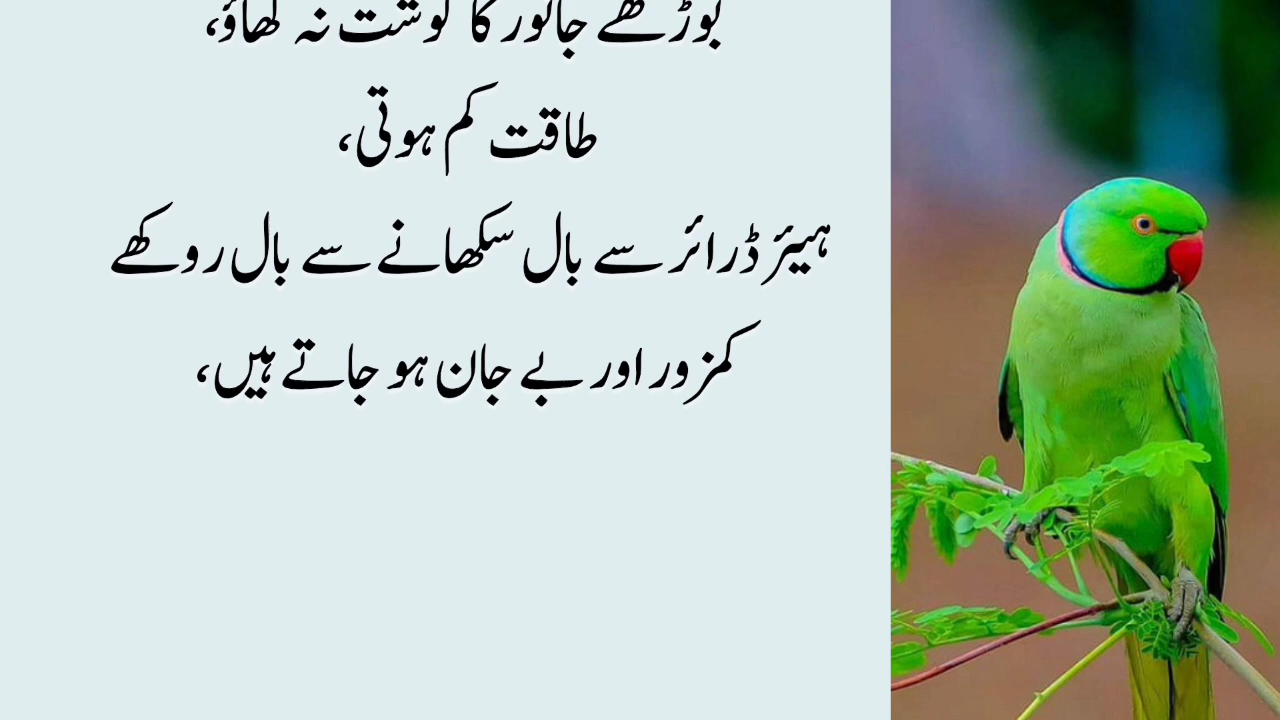 بوڑھے جانور کا گوشت نہ کھاؤ،
طاقت کم ہوتی،
ہیئر ڈرائر سے بال سکھانے سے بال روکھے
کمزور اور بے جان ہو جاتے ہیں،